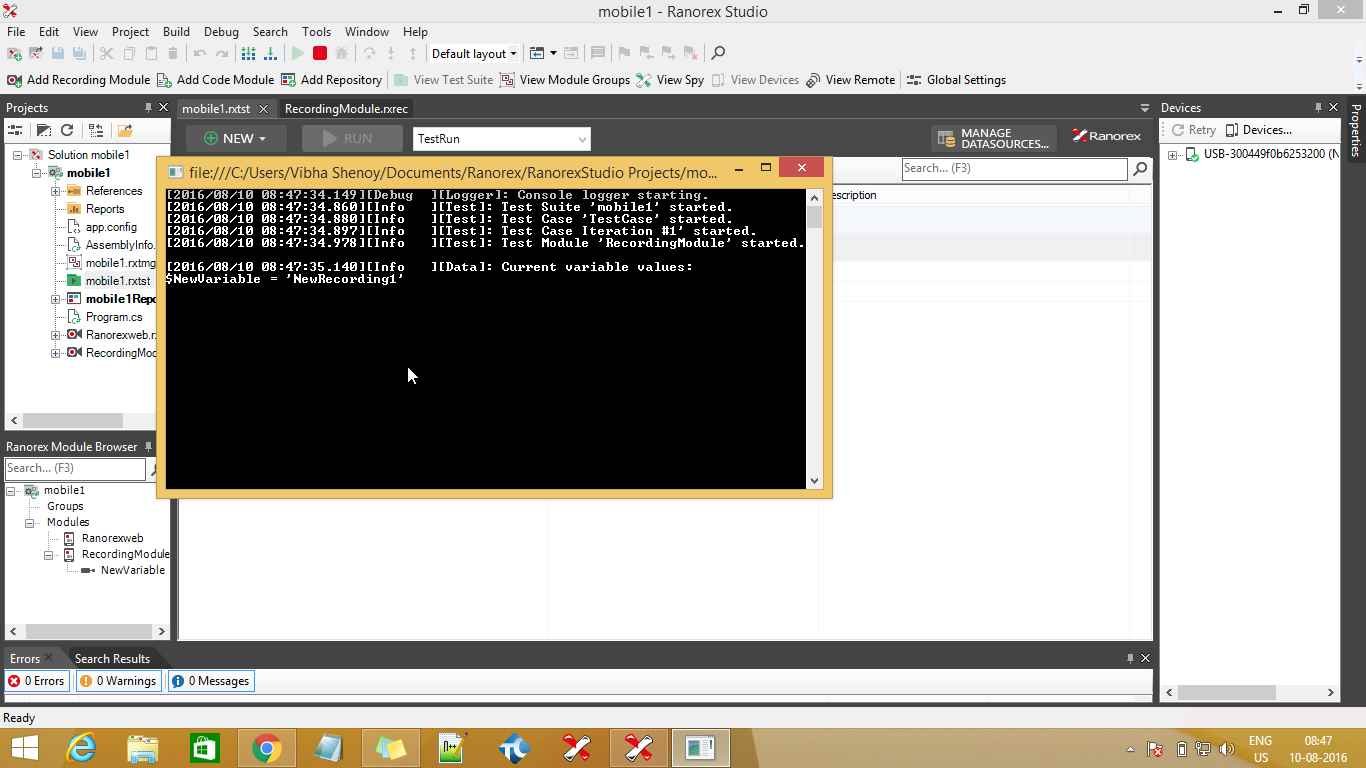 mobile1 - Ranorex Studio
File Edit View Project Build Debug Search Tools Window Help
Default layout
Add Recording Module Add Code Module Add Repository View Test Suite View Module Groups View Spy View Devices View Remote Global Settings
Projects
mobile1.rxtst RecordingModule.rxrec
Devices
Properties
NEW RUN TestRun MANAGE DATASOURCES... Ranorex
Retry Devices...
Solution mobile1
mobile1
References
Reports
app.config
AssemblyInfo.
mobile1.rxtmg
mobile1.rxtst
mobile1Repo
Program.cs
Ranorexweb.r
RecordingMod
file:///C:/Users/Vibha Shenoy/Documents/Ranorex/RanorexStudio Projects/mo...
Search... (F3)
escription
USB-300449f0b6253200 (N
[2016/08/10 08:47:34.149][Debug ][Logger]: Console logger starting.
[2016/08/10 08:47:34.860][Info ][Test]: Test Suite 'mobile1' started.
[2016/08/10 08:47:34.880][Info ][Test]: Test Case 'TestCase' started.
[2016/08/10 08:47:34.897][Info ][Test]: Test Case Iteration #1' started.
[2016/08/10 08:47:34.978][Info ][Test]: Test Module 'RecordingModule' started.
[2016/08/10 08:47:35.140][Info ][Data]: Current variable values:
$NewVariable = 'NewRecording1'
Ranorex Module Browser
Search... (F3)
mobile1
Groups
Modules
Ranorexweb
RecordingModule
NewVariable
Errors Search Results
0 Errors 0 Warnings 0 Messages
Ready
ENG
US
08:47
10-08-2016